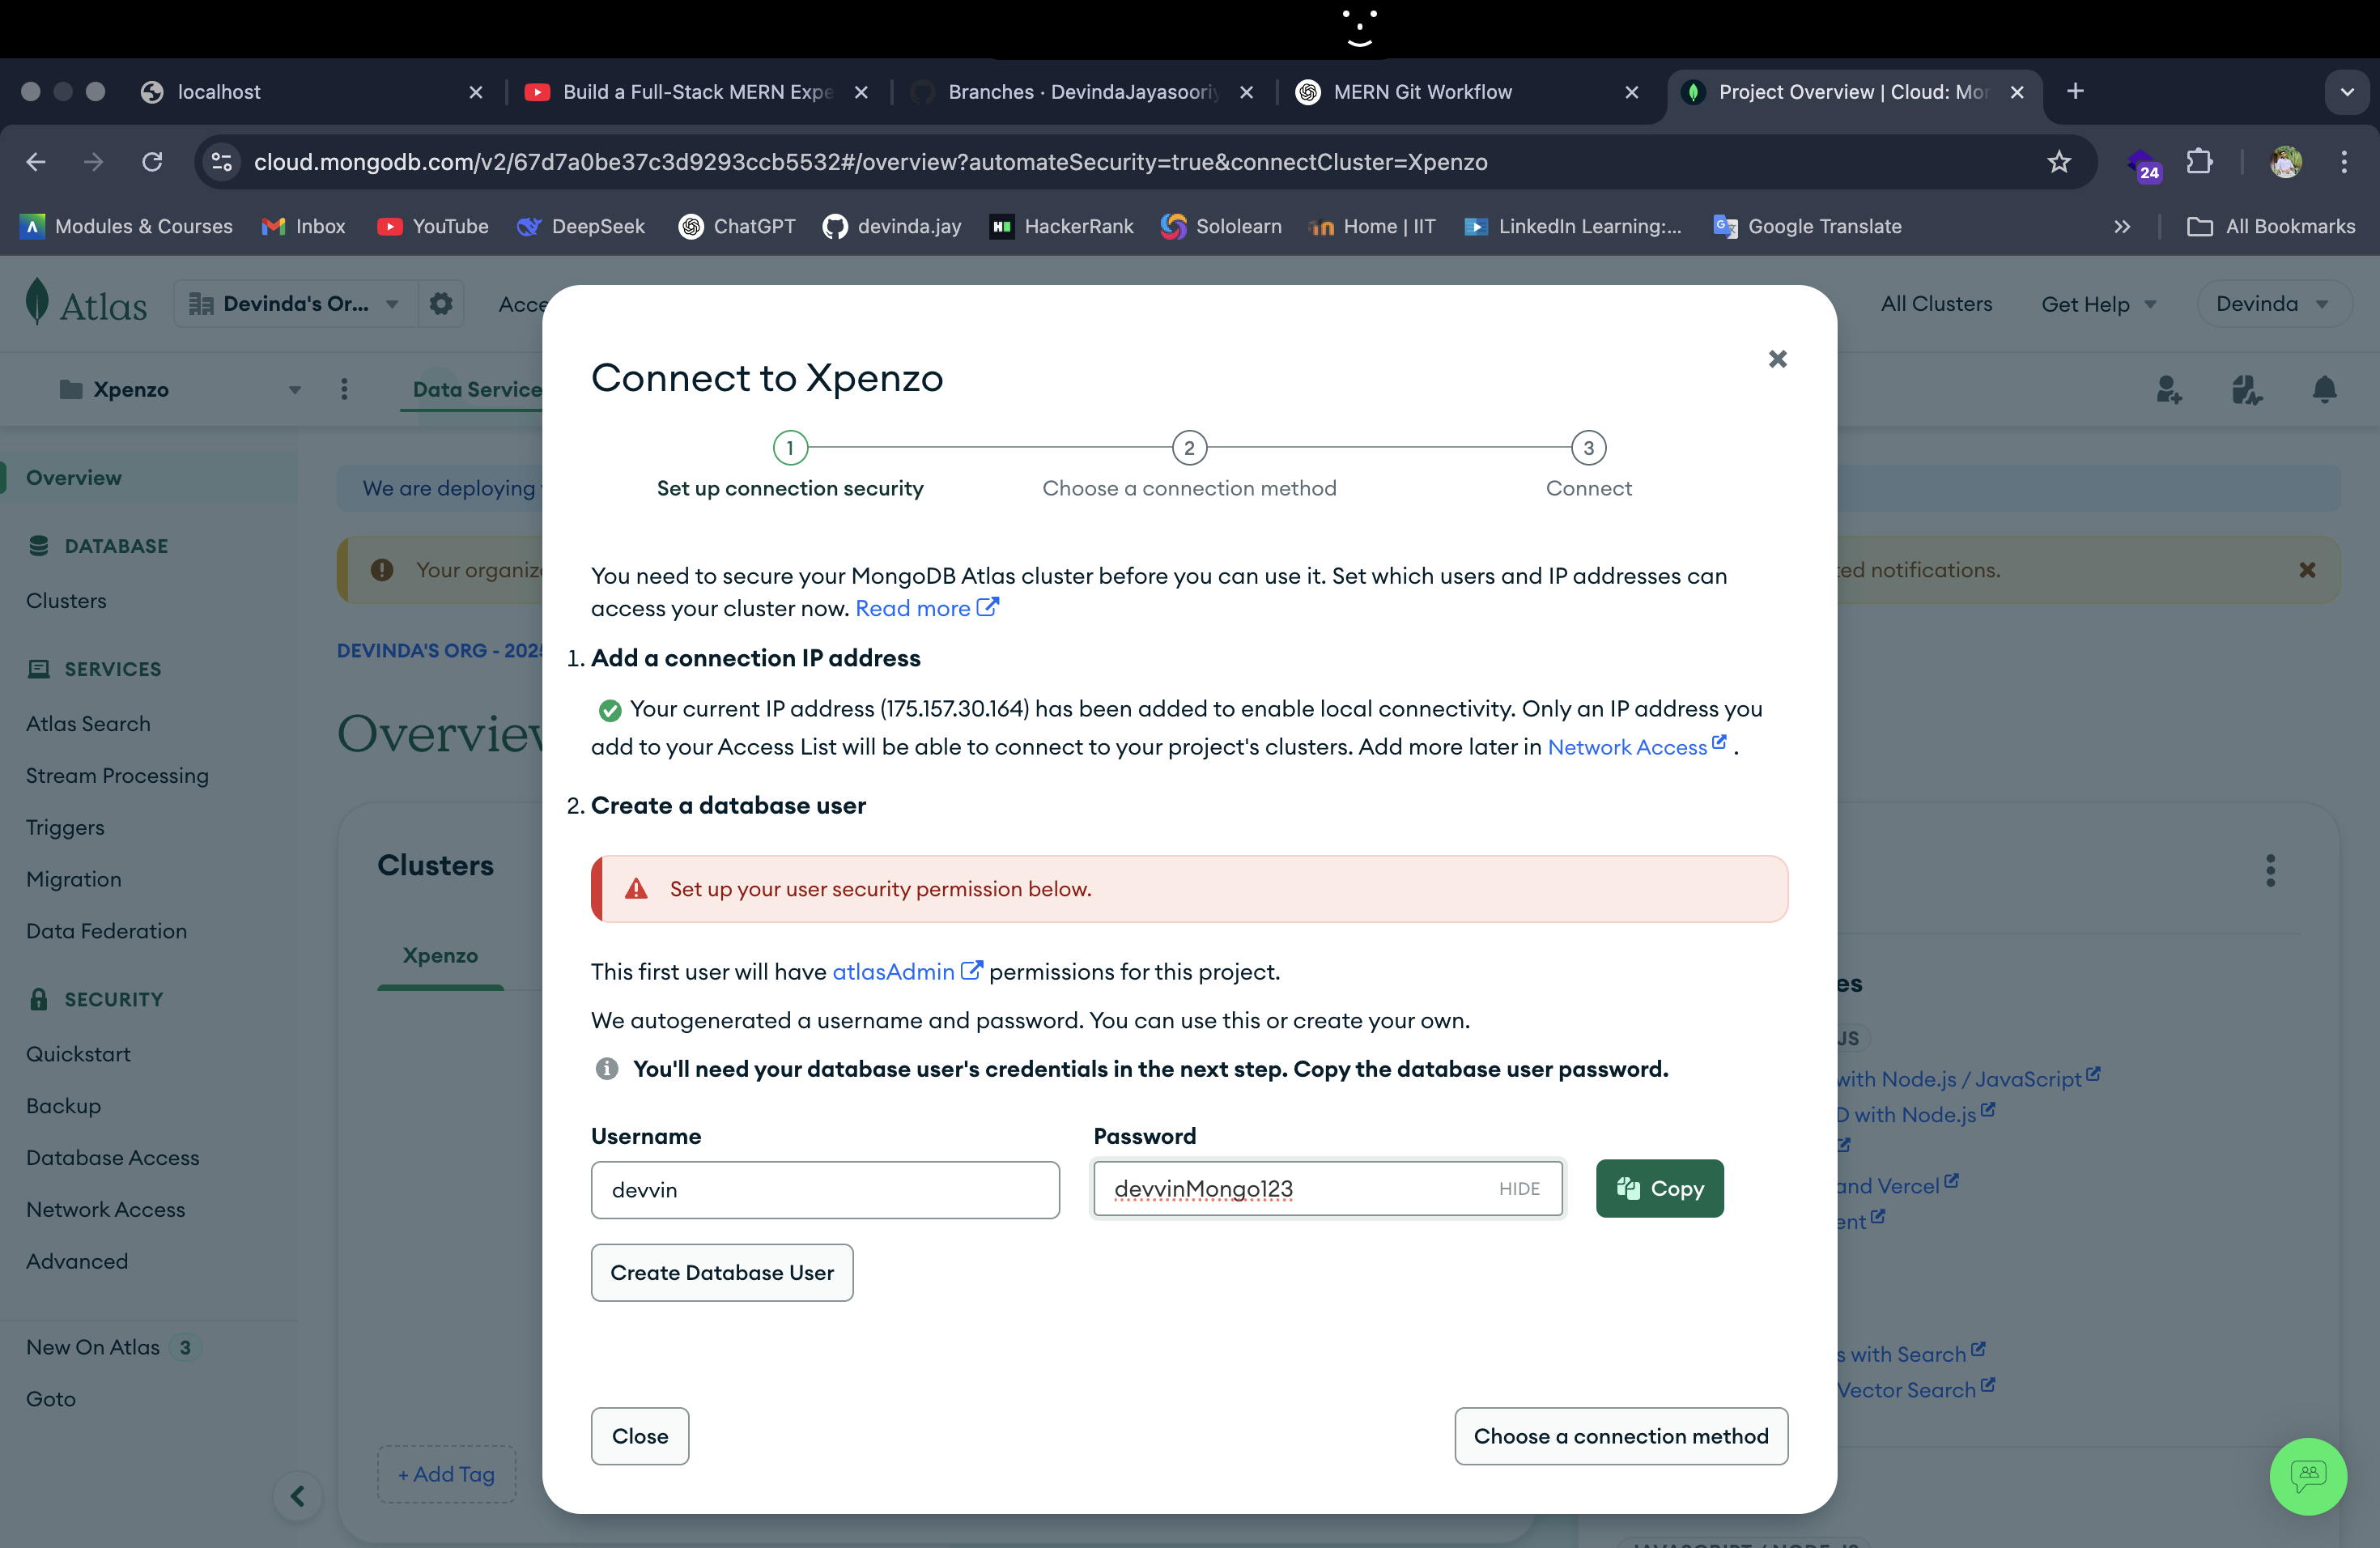 localhost
Build a Full-Stack MERN Expe
Branches · DevindaJayasooriy
MERN Git Workflow
Project Overview | Cloud: Mon
cloud.mongodb.com/v2/67d7a0be37c3d9293ccb5532#/overview?automateSecurity=true&connectCluster=Xpenzo
24
Modules & Courses
Inbox
YouTube
DeepSeek
ChatGPT
devinda.jay
HackerRank
Sololearn
Home | IIT
LinkedIn Learning:...
Google Translate
All Bookmarks
Atlas
Devinda's Or...
Acce
All Clusters
Get Help
Devinda
Xpenzo
Data Service
Overview
DATABASE
Clusters
SERVICES
Atlas Search
Stream Processing
Triggers
Migration
Data Federation
SECURITY
Quickstart
Backup
Database Access
Network Access
Advanced
New On Atlas 3
Goto
We are deploying
Your organiz
ted notifications.
DEVINDA'S ORG - 2025
Overview
Clusters
Xpenzo
+ Add Tag
Connect to Xpenzo
1
2
3
Set up connection security
Choose a connection method
Connect
You need to secure your MongoDB Atlas cluster before you can use it. Set which users and IP addresses can
access your cluster now. Read more
1. Add a connection IP address
Your current IP address (175.157.30.164) has been added to enable local connectivity. Only an IP address you
add to your Access List will be able to connect to your project's clusters. Add more later in Network Access .
2. Create a database user
Set up your user security permission below.
This first user will have atlasAdmin permissions for this project.
We autogenerated a username and password. You can use this or create your own.
You'll need your database user's credentials in the next step. Copy the database user password.
Username
Password
devvin
devvinMongo123
HIDE
Copy
Create Database User
Close
Choose a connection method
es
JS
with Node.js / JavaScript
D with Node.js
and Vercel
ent
s with Search
Vector Search